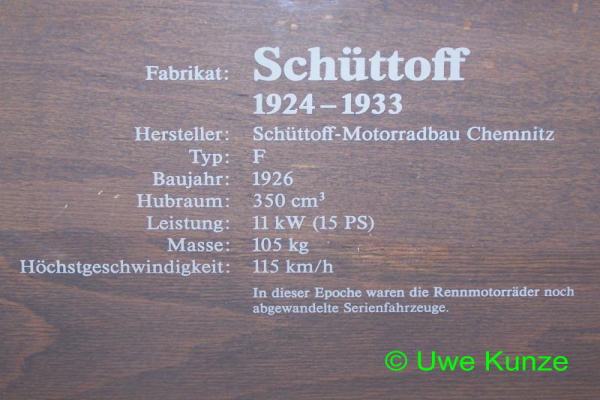 Fabrikat: Schüttoff
1924 – 1933
Hersteller: Schüttoff-Motorradbau Chemnitz
Typ: F
Baujahr: 1926
Hubraum: 350 cm³
Leistung: 11 kW (15 PS)
Masse: 105 kg
Höchstgeschwindigkeit: 115 km/h
In dieser Epoche waren die Rennmotorräder noch
abgewandelte Serienfahrzeuge.
© Uwe Kunze